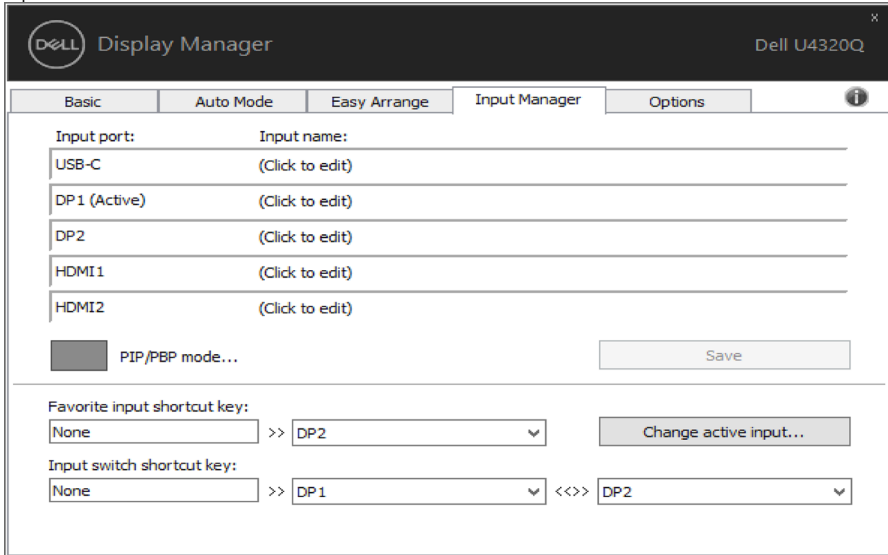 x
DELL Display Manager Dell U4320Q
Basic Auto Mode Easy Arrange Input Manager Options
Input port: Input name:
USB-C (Click to edit)
DP1 (Active) (Click to edit)
DP2 (Click to edit)
HDMI1 (Click to edit)
HDMI2 (Click to edit)
PIP/PBP mode... Save
Favorite input shortcut key:
None >> DP2 Change active input...
Input switch shortcut key:
None >> DP1 <<>> DP2